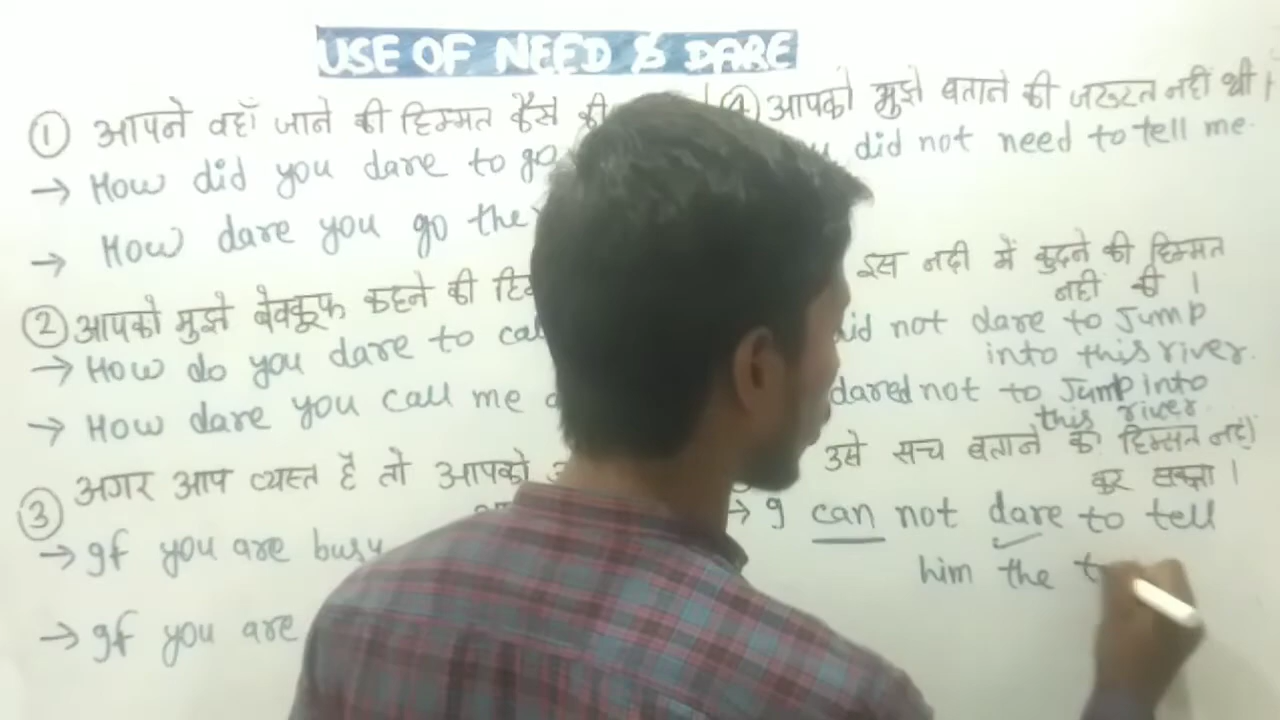 USE OF NEED & DARE
① आपने वहाँ जाने की हिम्मत कैसे की
→ How did you dare to go
→ How dare you go the
② आपको मुझे बेवकूफ कहने की
→ How do you dare to
→ How dare you call me
③ अगर आप व्यस्त हैं तो आपको
→ If you are busy
→ If you are
④ आपको मुझे बताने की जरूरत नहीं थी।
did not need to tell me.
इस नदी में कुदने की हिम्मत
नहीं की।
did not dare to Jump
into this river.
dared not to Jump into
this river.
उसे सच बताने की हिम्मत नहीं
कर सकता।
→ I can not dare to tell
him the